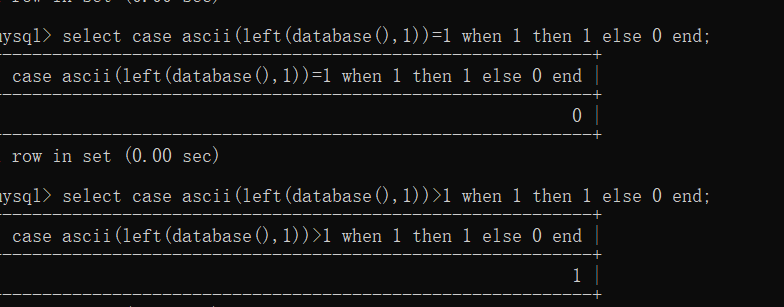 row in set (0.00 sec)
mysql> select case ascii(left(database(),1))=1 when 1 then 1 else 0 end;
case ascii(left(database(),1))=1 when 1 then 1 else 0 end |
0 |
row in set (0.00 sec)
mysql> select case ascii(left(database(),1))>1 when 1 then 1 else 0 end;
case ascii(left(database(),1))>1 when 1 then 1 else 0 end |
1 |